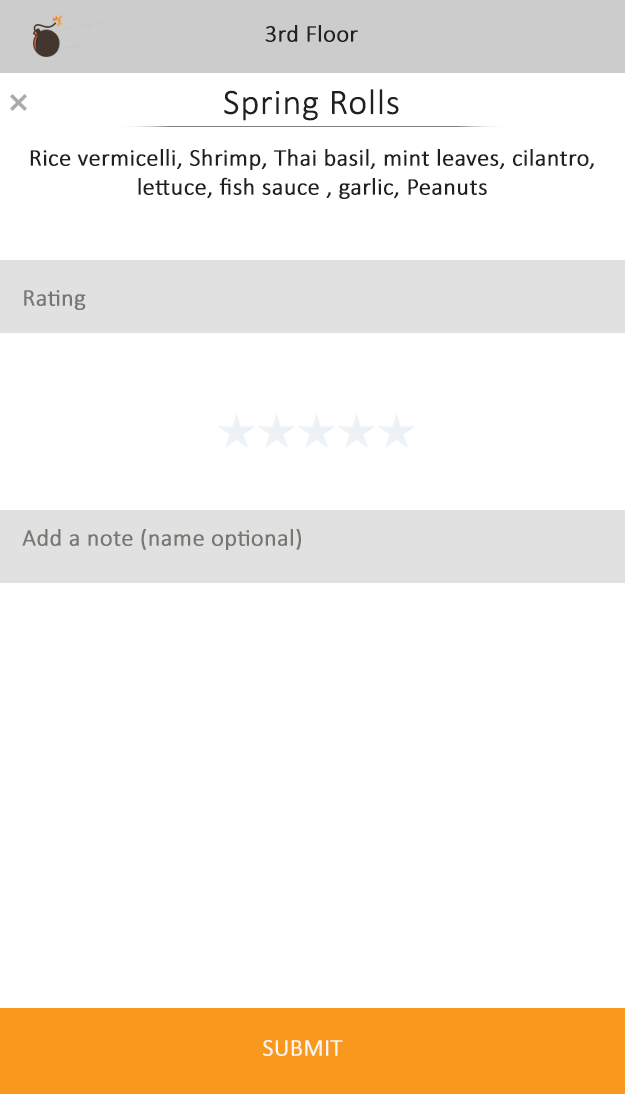 3rd Floor
Spring Rolls
Rice vermicelli, Shrimp, Thai basil, mint leaves, cilantro,
lettuce, fish sauce , garlic, Peanuts
Rating
Add a note (name optional)
SUBMIT